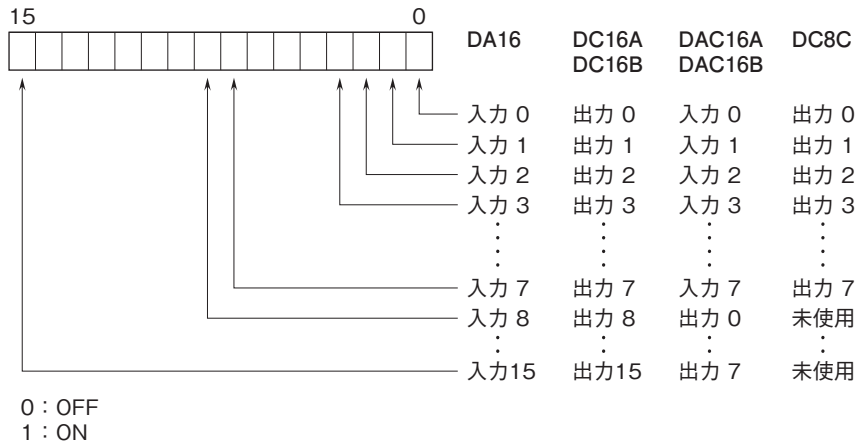 15 0
DA16 DC16A DAC16A DC8C
DC16B DAC16B
入力 0 出力 0 入力 0 出力 0
入力 1 出力 1 入力 1 出力 1
入力 2 出力 2 入力 2 出力 2
入力 3 出力 3 入力 3 出力 3
入力 7 出力 7 入力 7 出力 7
入力 8 出力 8 出力 0 未使用
入力15 出力15 出力 7 未使用
0：OFF
1：ON